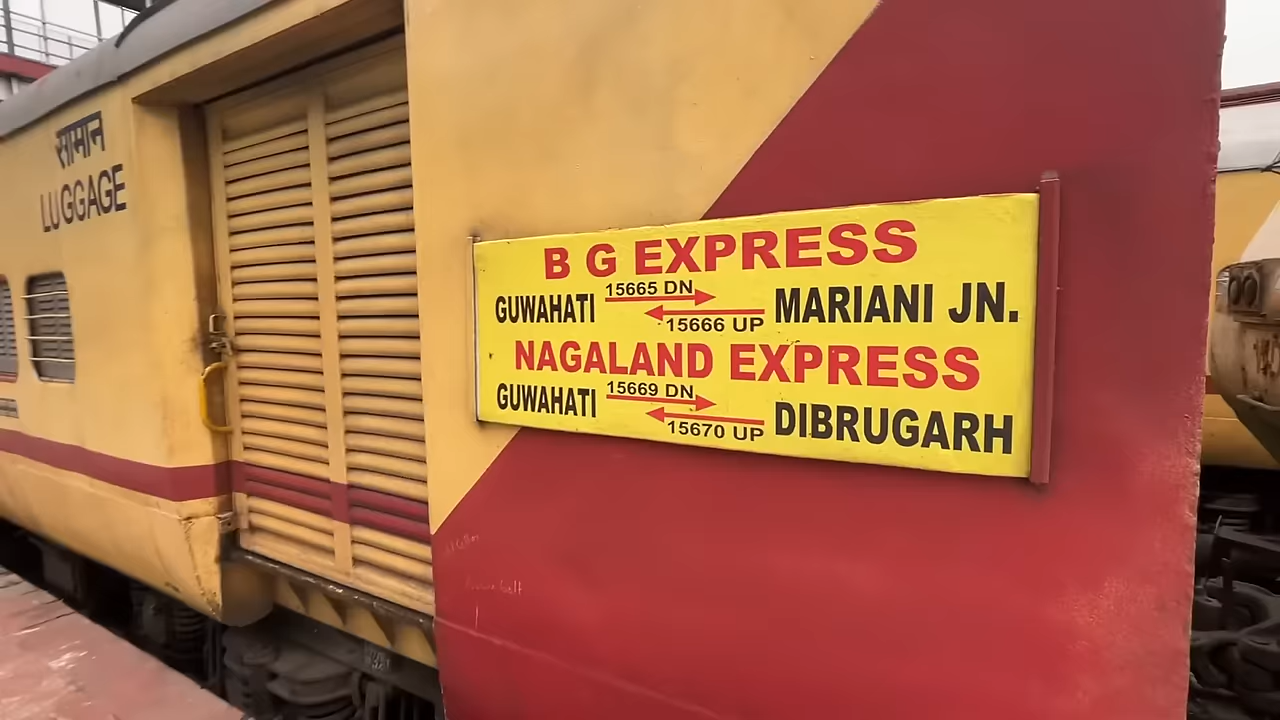 सामान
LUGGAGE
B G EXPRESS
GUWAHATI 15665 DN MARIANI JN.
15666 UP
NAGALAND EXPRESS
GUWAHATI 15669 DN DIBRUGARH
15670 UP